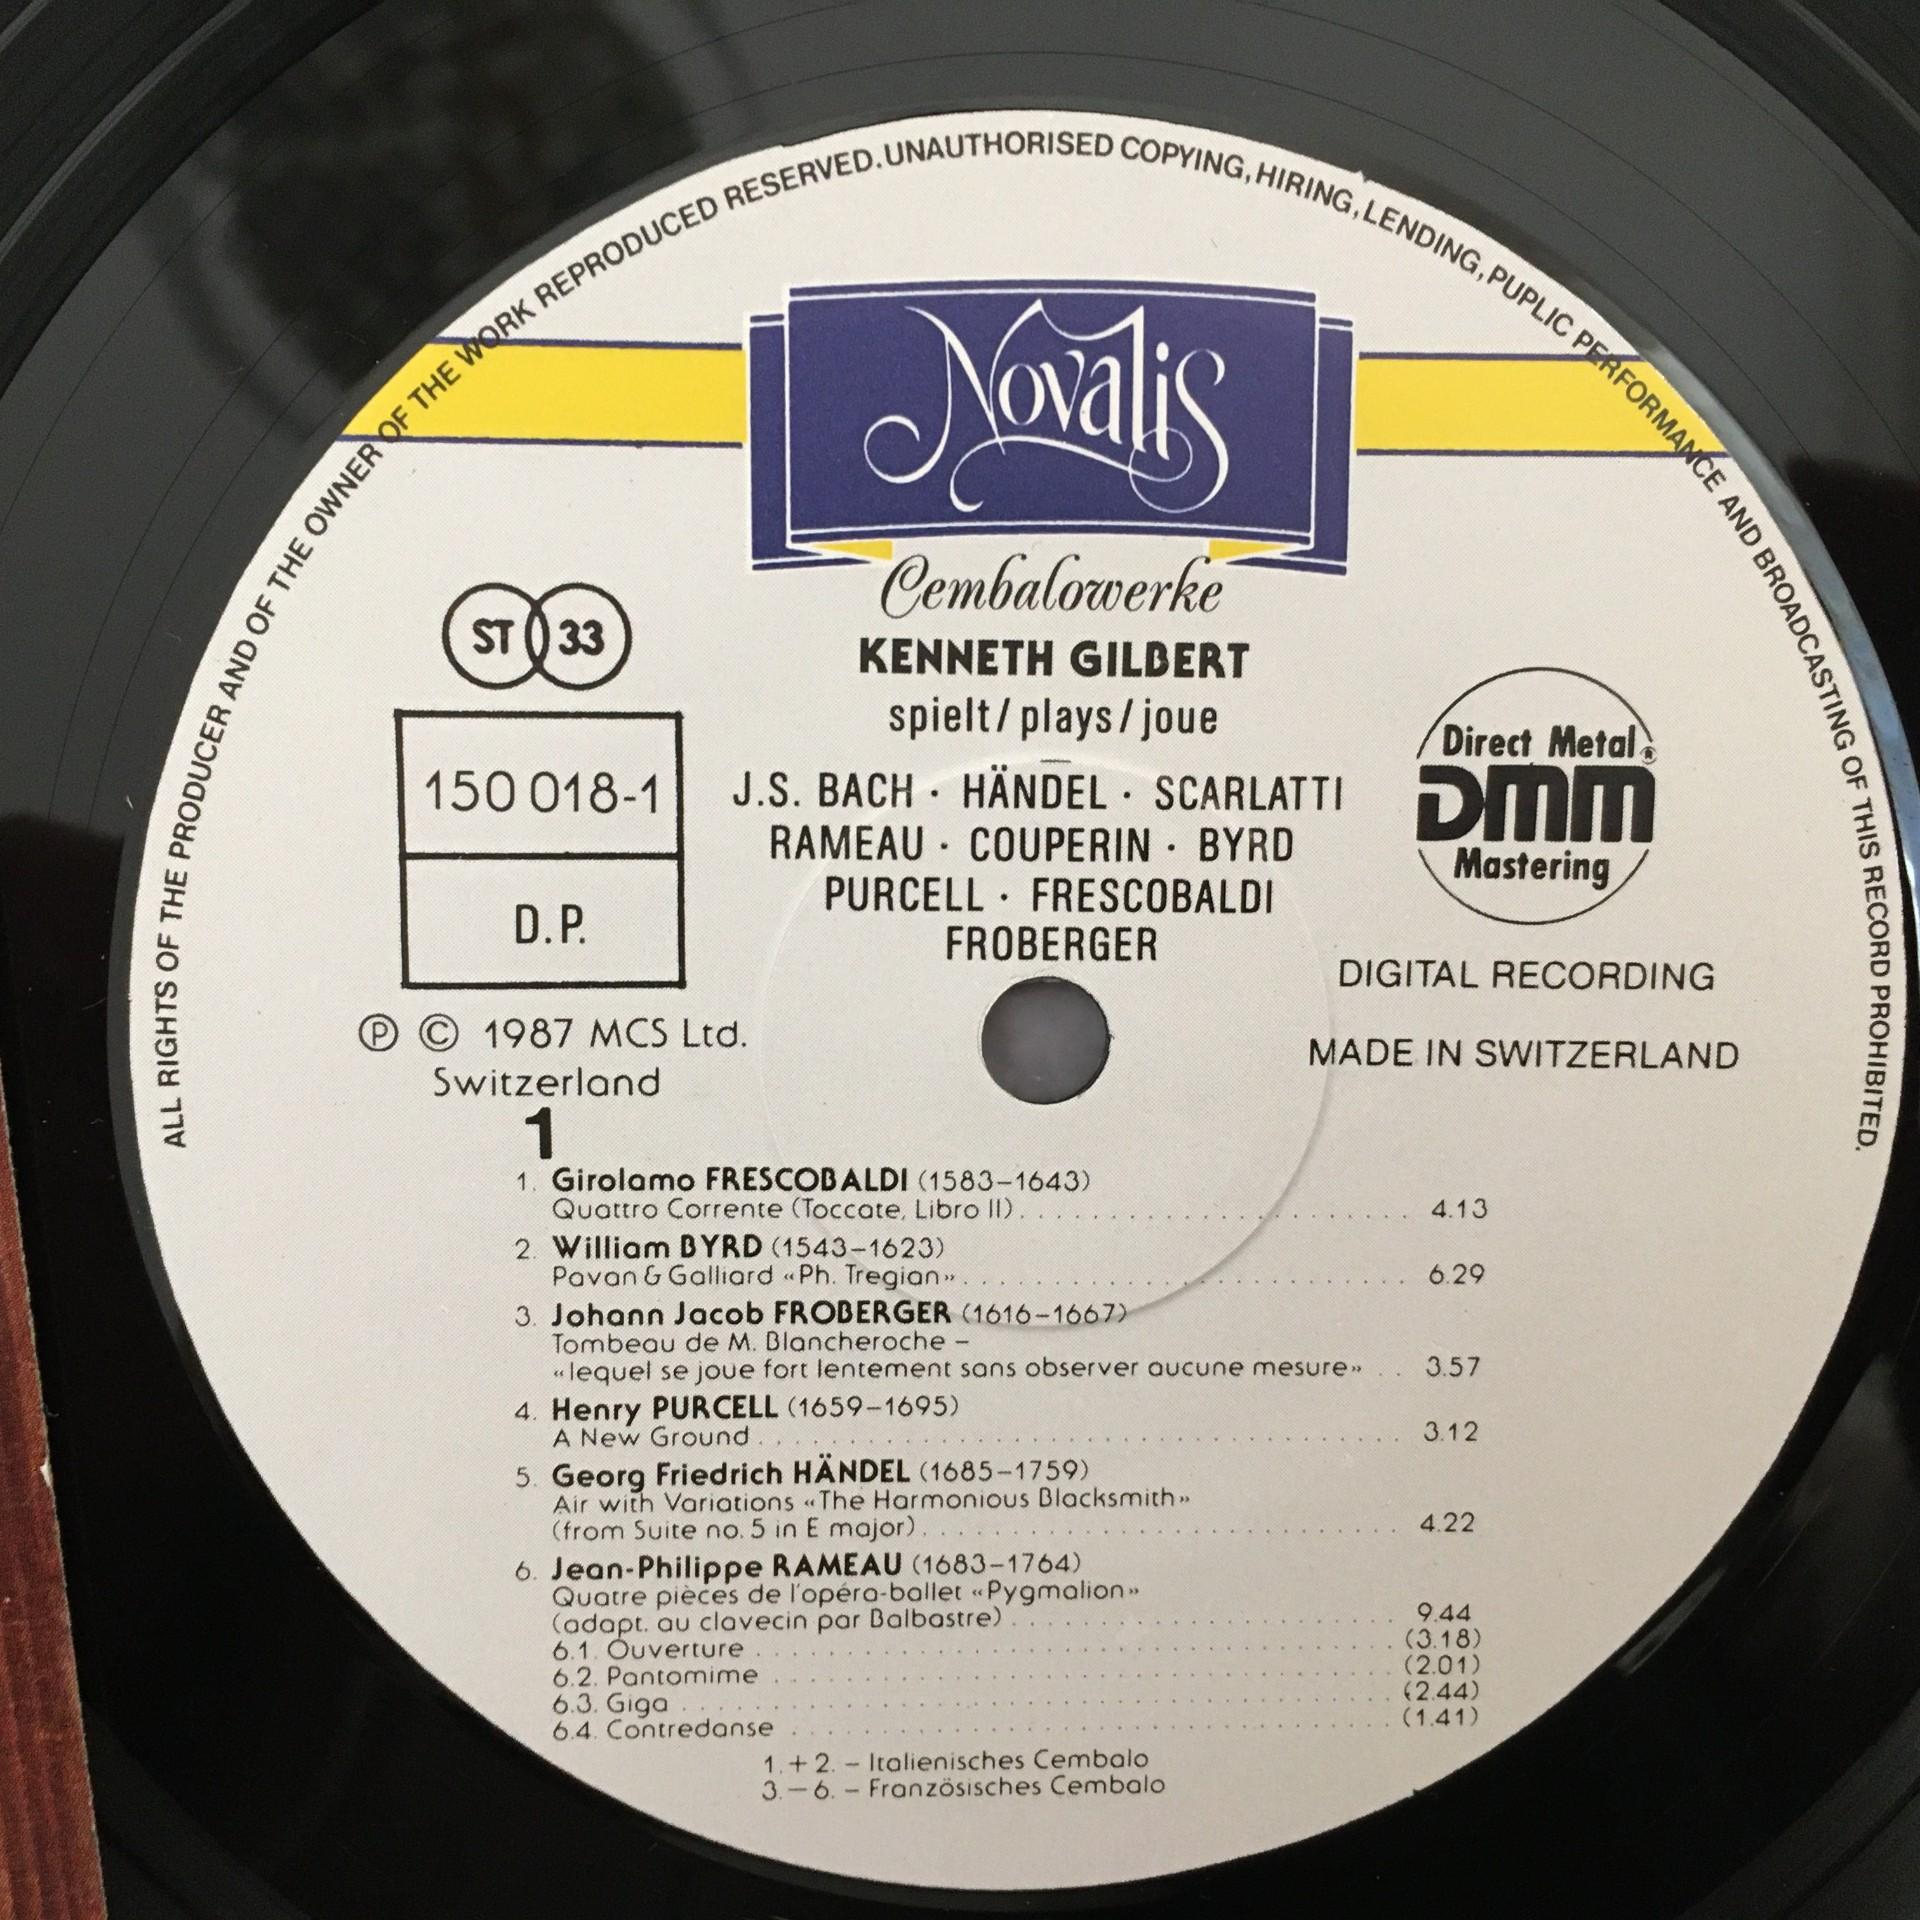 ALL RIGHTS OF THE PRODUCER AND OF THE OWNER OF THE WORK REPRODUCED RESERVED. UNAUTHORISED COPYING, HIRING, LENDING, PUPLIC PERFORMANCE AND BROADCASTING OF THIS RECORD PROHIBITED.
Novalis
Cembalowerke
KENNETH GILBERT
spielt / plays / joue
J.S. BACH · HÄNDEL · SCARLATTI
RAMEAU · COUPERIN · BYRD
PURCELL · FRESCOBALDI
FROBERGER
ST 33
150 018-1
D.P.
Ⓟ © 1987 MCS Ltd.
Switzerland
Direct Metal ®
DMM
Mastering
DIGITAL RECORDING
MADE IN SWITZERLAND
1
1. Girolamo FRESCOBALDI (1583–1643)
Quattro Corrente (Toccate, Libro II) . . . . . . . . . . . . . . . . . . . . . . 4.13
2. William BYRD (1543–1623)
Pavan & Galliard «Ph. Tregian» . . . . . . . . . . . . . . . . . . . . . . . . . 6.29
3. Johann Jacob FROBERGER (1616–1667)
Tombeau de M. Blancheroche –
«lequel se joue fort lentement sans observer aucune mesure» . . 3.57
4. Henry PURCELL (1659–1695)
A New Ground . . . . . . . . . . . . . . . . . . . . . . . . . . . . . . . . . . . . 3.12
5. Georg Friedrich HÄNDEL (1685–1759)
Air with Variations «The Harmonious Blacksmith»
(from Suite no. 5 in E major) . . . . . . . . . . . . . . . . . . . . . . . . . . . 4.22
6. Jean-Philippe RAMEAU (1683–1764)
Quatre pièces de l'opéra-ballet «Pygmalion»
(adapt. au clavecin par Balbastre) . . . . . . . . . . . . . . . . . . . . . . 9.44
6.1. Ouverture . . . . . . . . . . . . . . . . . . . . . . . . . . . . . . . . . . . . (3.18)
6.2. Pantomime . . . . . . . . . . . . . . . . . . . . . . . . . . . . . . . . . . . (2.01)
6.3. Giga . . . . . . . . . . . . . . . . . . . . . . . . . . . . . . . . . . . . . . . . (2.44)
6.4. Contredanse . . . . . . . . . . . . . . . . . . . . . . . . . . . . . . . . . . (1.41)
1. + 2. – Italienisches Cembalo
3. – 6. – Französisches Cembalo